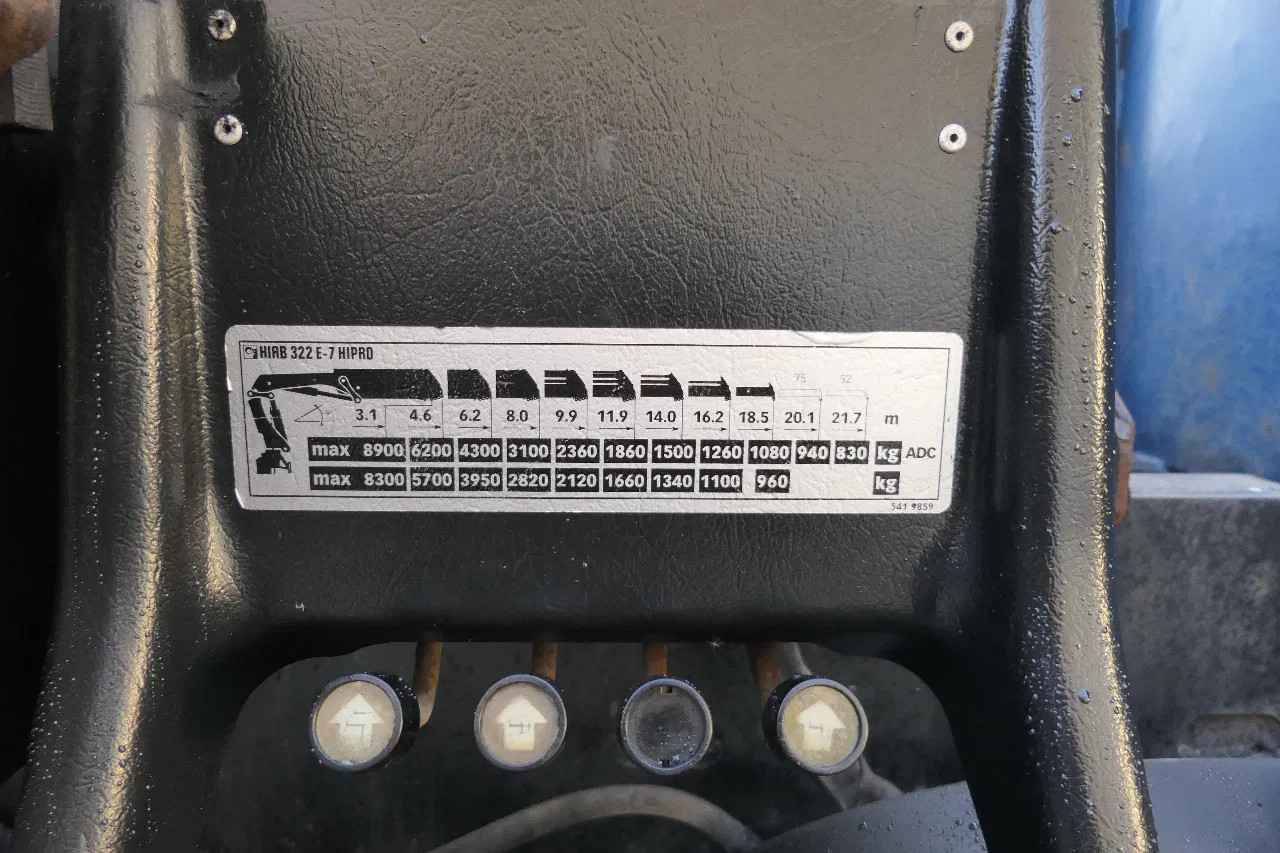 HIAB 322 E-7 HIPRO
75 52
3.1 4.6 6.2 8.0 9.9 11.9 14.0 16.2 18.5 20.1 21.7 m
max 8900 6200 4300 3100 2360 1860 1500 1260 1080 940 830 kg ADC
max 8300 5700 3950 2820 2120 1660 1340 1100 960 kg
541 9859